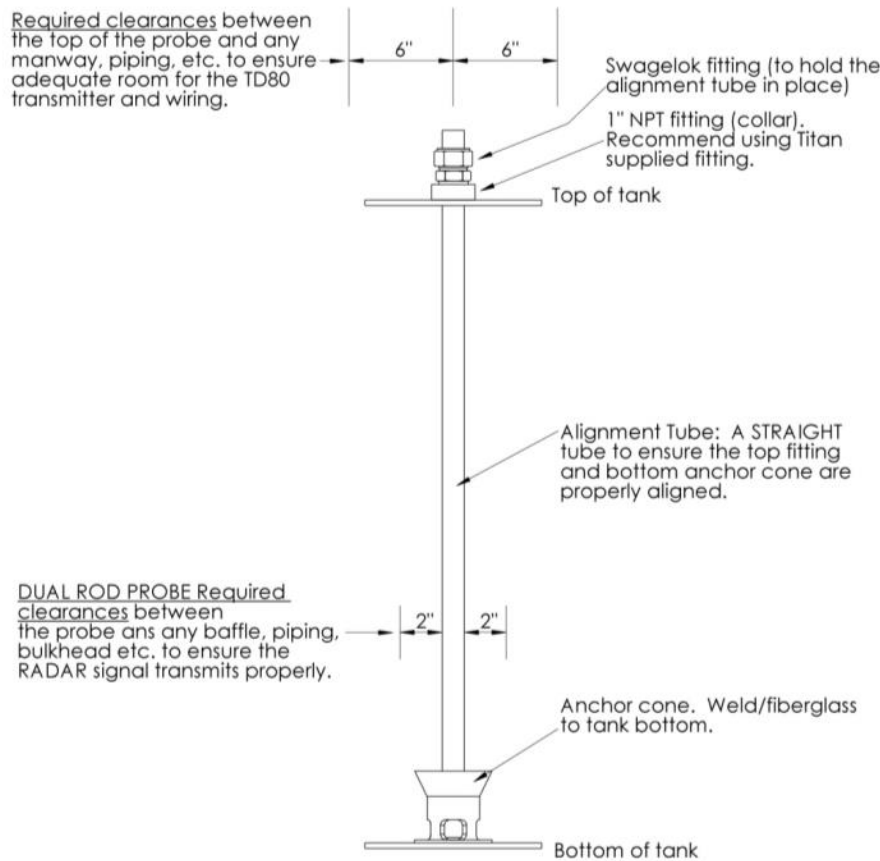 Required clearances between
the top of the probe and any
manway, piping, etc. to ensure
adequate room for the TD80
transmitter and wiring.
6"
6"
Swagelok fitting (to hold the
alignment tube in place)
1" NPT fitting (collar).
Recommend using Titan
supplied fitting.
Top of tank
Alignment Tube: A STRAIGHT
tube to ensure the top fitting
and bottom anchor cone are
properly aligned.
DUAL ROD PROBE Required
clearances between
the probe ans any baffle, piping,
bulkhead etc. to ensure the
RADAR signal transmits properly.
2"
2"
Anchor cone. Weld/fiberglass
to tank bottom.
Bottom of tank